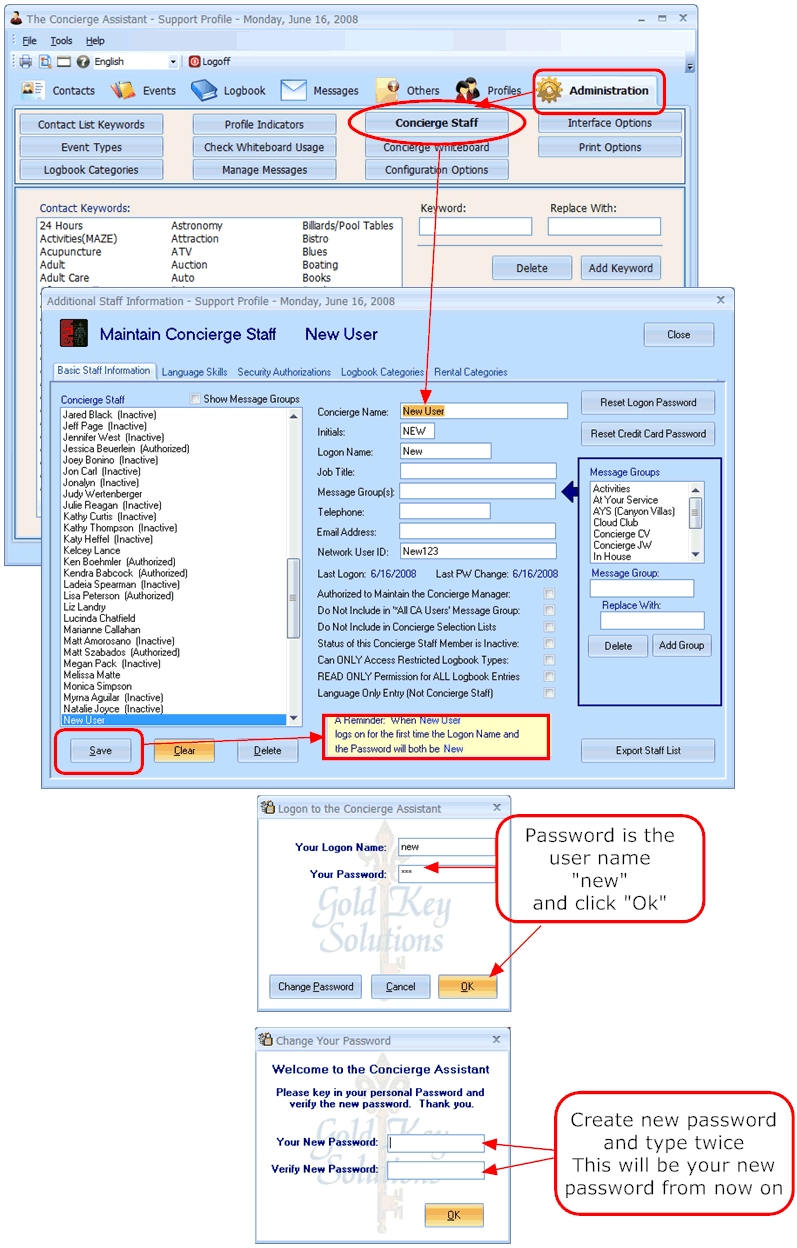 The Concierge Assistant - Support Profile - Monday, June 16, 2008
File Tools Help
English Logoff
Contacts Events Logbook Messages Others Profiles Administration
Contact List Keywords Profile Indicators Concierge Staff Interface Options
Event Types Check Whiteboard Usage Concierge Whiteboard Print Options
Logbook Categories Manage Messages Configuration Options
Contact Keywords: Keyword: Replace With:
24 Hours Astronomy Billiards/Pool Tables
Activities(MAZE) Attraction Bistro
Acupuncture ATV Blues
Adult Auction Boating
Adult Care Auto Books
Delete Add Keyword
Additional Staff Information - Support Profile - Monday, June 16, 2008
Maintain Concierge Staff New User
Close
Basic Staff Information Language Skills Security Authorizations Logbook Categories Rental Categories
Concierge Staff Show Message Groups
Jared Black (Inactive)
Jeff Page (Inactive)
Jennifer West (Inactive)
Jessica Beuerlein (Authorized)
Joey Bonino (Inactive)
Jon Carl (Inactive)
Jonalyn (Inactive)
Judy Wertenberger
Julie Reagan (Inactive)
Kathy Curtis (Inactive)
Kathy Thompson (Inactive)
Katy Heffel (Inactive)
Kelcey Lance
Ken Boehmler (Authorized)
Kendra Babcock (Authorized)
Ladeia Spearman (Inactive)
Lisa Peterson (Authorized)
Liz Landry
Lucinda Chatfield
Marianne Callahan
Matt Amorosano (Inactive)
Matt Szabados (Authorized)
Megan Pack (Inactive)
Melissa Matte
Monica Simpson
Myrna Aguilar (Inactive)
Natalie Joyce (Inactive)
New User
Concierge Name: New User
Initials: NEW
Logon Name: New
Job Title:
Message Group(s):
Telephone:
Email Address:
Network User ID: New123
Last Logon: 6/16/2008 Last PW Change: 6/16/2008
Authorized to Maintain the Concierge Manager:
Do Not Include in '*All CA Users' Message Group:
Do Not Include in Concierge Selection Lists
Status of this Concierge Staff Member is Inactive:
Can ONLY Access Restricted Logbook Types:
READ ONLY Permission for ALL Logbook Entries
Language Only Entry (Not Concierge Staff)
Reset Logon Password
Reset Credit Card Password
Message Groups
Activities
At Your Service
AYS (Canyon Villas)
Cloud Club
Concierge CV
Concierge JW
In House
Message Group:
Replace With:
Delete Add Group
A Reminder: When New User
logs on for the first time the Logon Name and
the Password will both be New
Save Clear Delete Export Staff List
Logon to the Concierge Assistant
Your Logon Name: new
Your Password: ***
Gold Key
Solutions
Change Password Cancel OK
Password is the
user name
"new"
and click "Ok"
Change Your Password
Welcome to the Concierge Assistant
Please key in your personal Password and
verify the new password. Thank you.
Your New Password:
Verify New Password:
Gold Key
Solutions
OK
Create new password
and type twice
This will be your new
password from now on